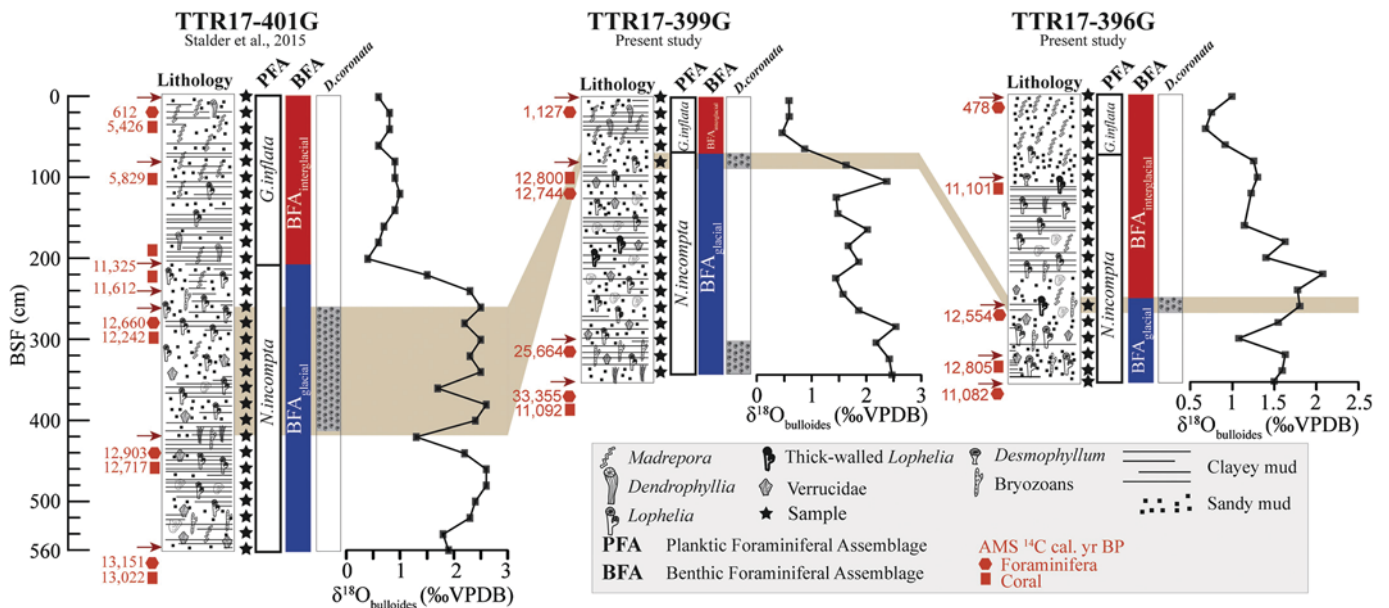 TTR17-401G
Stalder et al., 2015
Lithology
PFA
BFA
D.coronata
BSF (cm)
0
100
200
300
400
500
560
612
5,426
5,829
11,325
11,612
12,660
12,242
12,903
12,717
13,151
13,022
G.inflata
N.incompta
BFAinterglacial
BFAglacial
0 1 2 3
δ18Obulloides (‰VPDB)
TTR17-399G
Present study
Lithology
PFA
BFA
D.coronata
1,127
12,800
12,744
25,664
33,355
11,092
G.inflata
N.incompta
BFAinterglacial
BFAglacial
0 0.5 1 1.5 2 2.5 3
δ18Obulloides (‰VPDB)
TTR17-396G
Present study
Lithology
PFA
BFA
D.coronata
478
11,101
12,554
12,805
11,082
G.inflata
N.incompta
BFAinterglacial
BFAglacial
0.5 1 1.5 2 2.5
δ18Obulloides (‰VPDB)
Madrepora
Dendrophyllia
Lophelia
Thick-walled Lophelia
Verrucidae
Sample
Desmophyllum
Bryozoans
Clayey mud
Sandy mud
PFA Planktic Foraminiferal Assemblage
BFA Benthic Foraminiferal Assemblage
AMS 14C cal. yr BP
Foraminifera
Coral